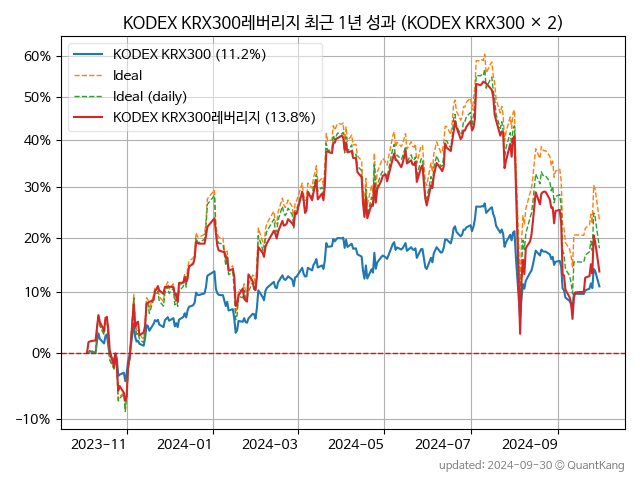 KODEX KRX300레버리지 최근 1년 성과 (KODEX KRX300 × 2)
KODEX KRX300 (11.2%)
Ideal
Ideal (daily)
KODEX KRX300레버리지 (13.8%)
60%
50%
40%
30%
20%
10%
0%
−10%
2023−11
2024−01
2024−03
2024−05
2024−07
2024−09
updated: 2024-09-30 © QuantKang